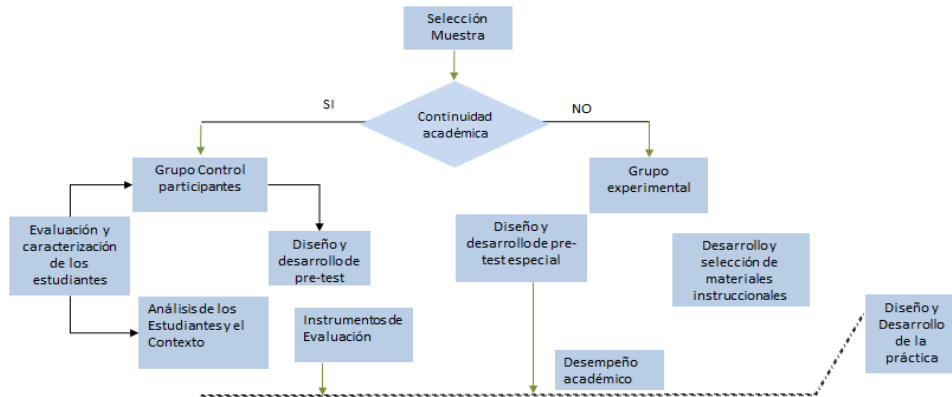 Selección
Muestra
SI
Continuidad
académica
NO
Grupo Control
participantes
Grupo
experimental
Evaluación y
caracterización
de los
estudiantes
Diseño y
desarrollo de
pre-test
Diseño y
desarrollo de pre-
test especial
Desarrollo y
selección de
materiales
instruccionales
Análisis de los
Estudiantes y el
Contexto
Instrumentos de
Evaluación
Desempeño
académico
Diseño y
Desarrollo
de la
práctica